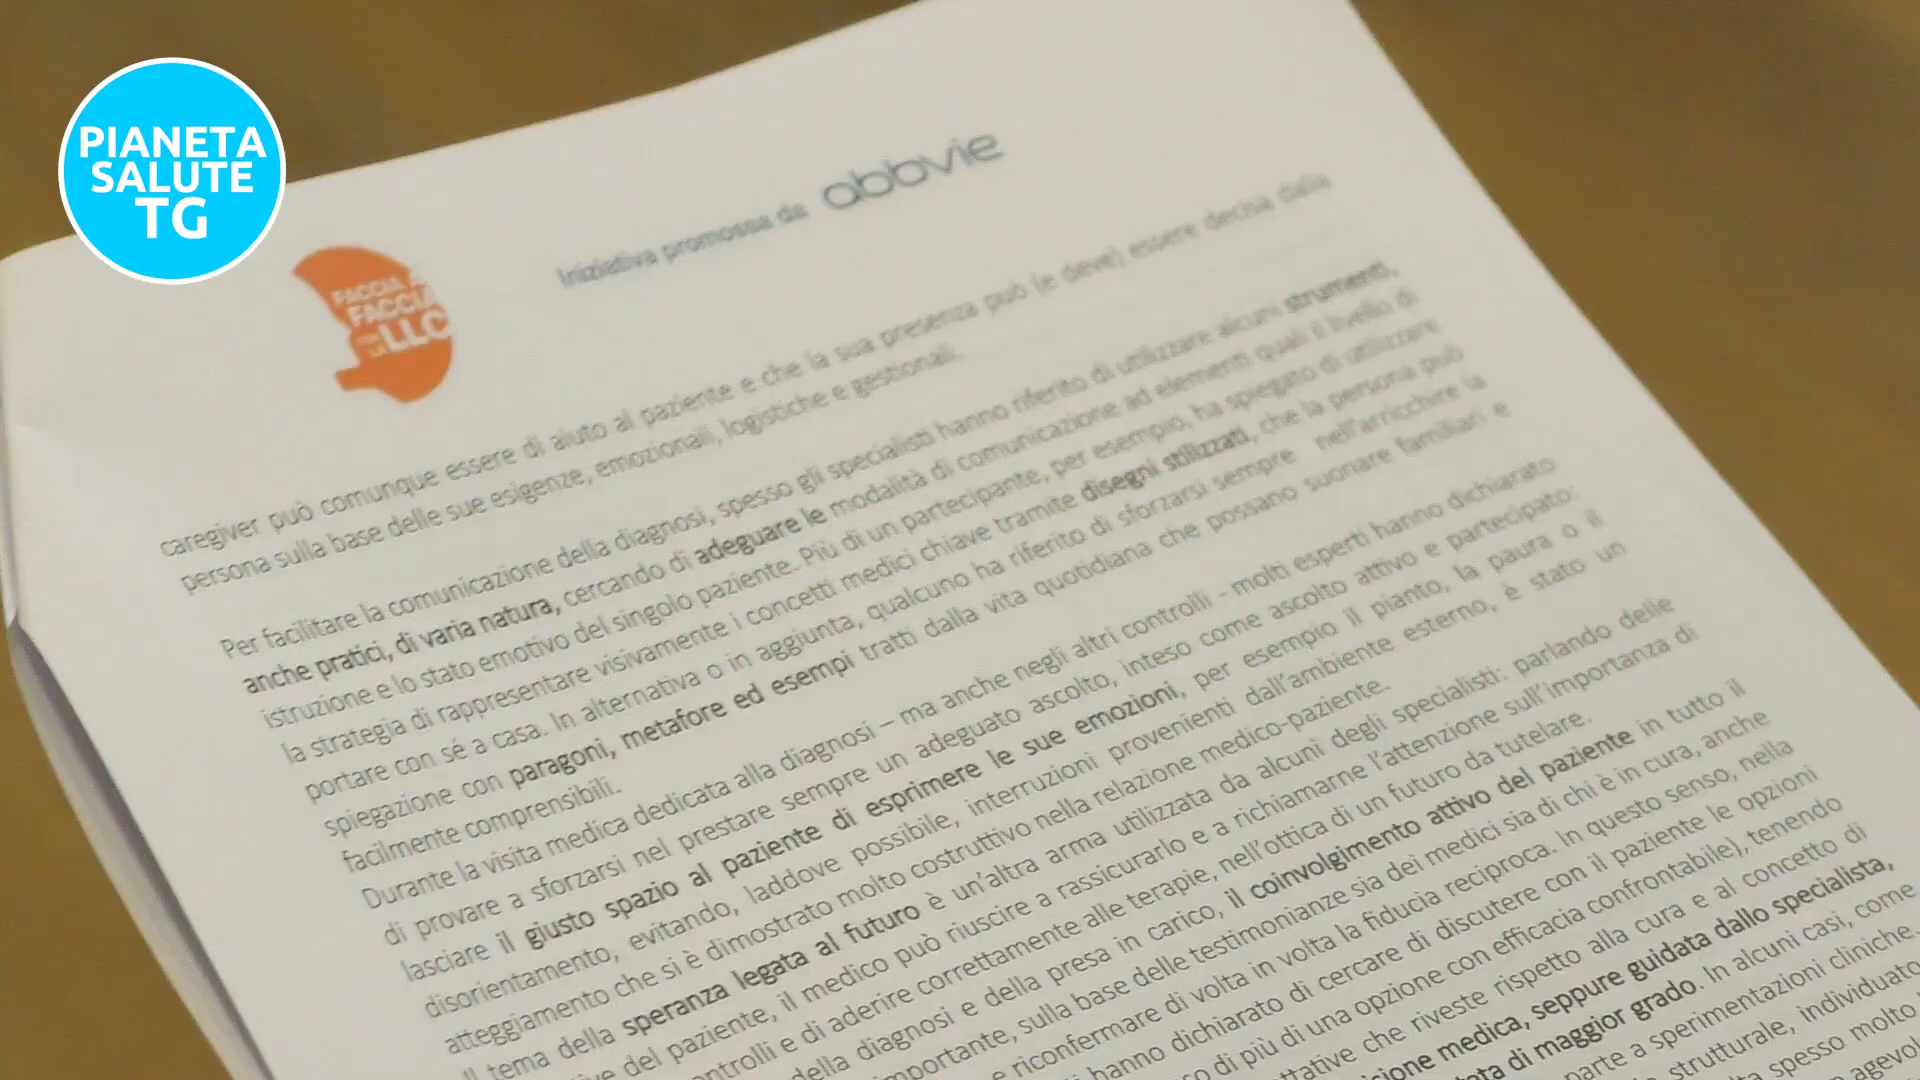 PIANETA
SALUTE
TG
FACCIA A
FACCIA
CON
LA LLC
Iniziativa promossa da abbvie
caregiver può comunque essere di aiuto al paziente e che la sua presenza può (e deve) essere decisa dalla
persona sulla base delle sue esigenze, emozionali, logistiche e gestionali.
Per facilitare la comunicazione della diagnosi, spesso gli specialisti hanno riferito di utilizzare alcuni strumenti,
anche pratici, di varia natura, cercando di adeguare le modalità di comunicazione ad elementi quali il livello di
istruzione e lo stato emotivo del singolo paziente. Più di un partecipante, per esempio, ha spiegato di utilizzare
la strategia di rappresentare visivamente i concetti medici chiave tramite disegni stilizzati, che la persona può
portare con sé a casa. In alternativa o in aggiunta, qualcuno ha riferito di sforzarsi sempre nell'arricchire la
spiegazione con paragoni, metafore ed esempi tratti dalla vita quotidiana che possano suonare familiari e
facilmente comprensibili.
Durante la visita medica dedicata alla diagnosi – ma anche negli altri controlli - molti esperti hanno dichiarato
di provare a sforzarsi nel prestare sempre un adeguato ascolto, inteso come ascolto attivo e partecipato:
lasciare il giusto spazio al paziente di esprimere le sue emozioni, per esempio il pianto, la paura o il
disorientamento, evitando, laddove possibile, interruzioni provenienti dall'ambiente esterno, è stato un
atteggiamento che si è dimostrato molto costruttivo nella relazione medico-paziente.
Il tema della speranza legata al futuro è un'altra arma utilizzata da alcuni degli specialisti: parlando delle
del paziente, il medico può riuscire a rassicurarlo e a richiamarne l'attenzione sull'importanza di
controlli e di aderire correttamente alle terapie, nell'ottica di un futuro da tutelare.
della diagnosi e della presa in carico, il coinvolgimento attivo del paziente in tutto il
importante, sulla base delle testimonianze sia dei medici sia di chi è in cura, anche
e riconfermare di volta in volta la fiducia reciproca. In questo senso, nella
hanno dichiarato di cercare di discutere con il paziente le opzioni
di più di una opzione con efficacia confrontabile), tenendo
che riveste rispetto alla cura e al concetto di
medica, seppure guidata dallo specialista,
di maggior grado. In alcuni casi, come
parte a sperimentazioni cliniche.
strutturale, individuato
spesso molto